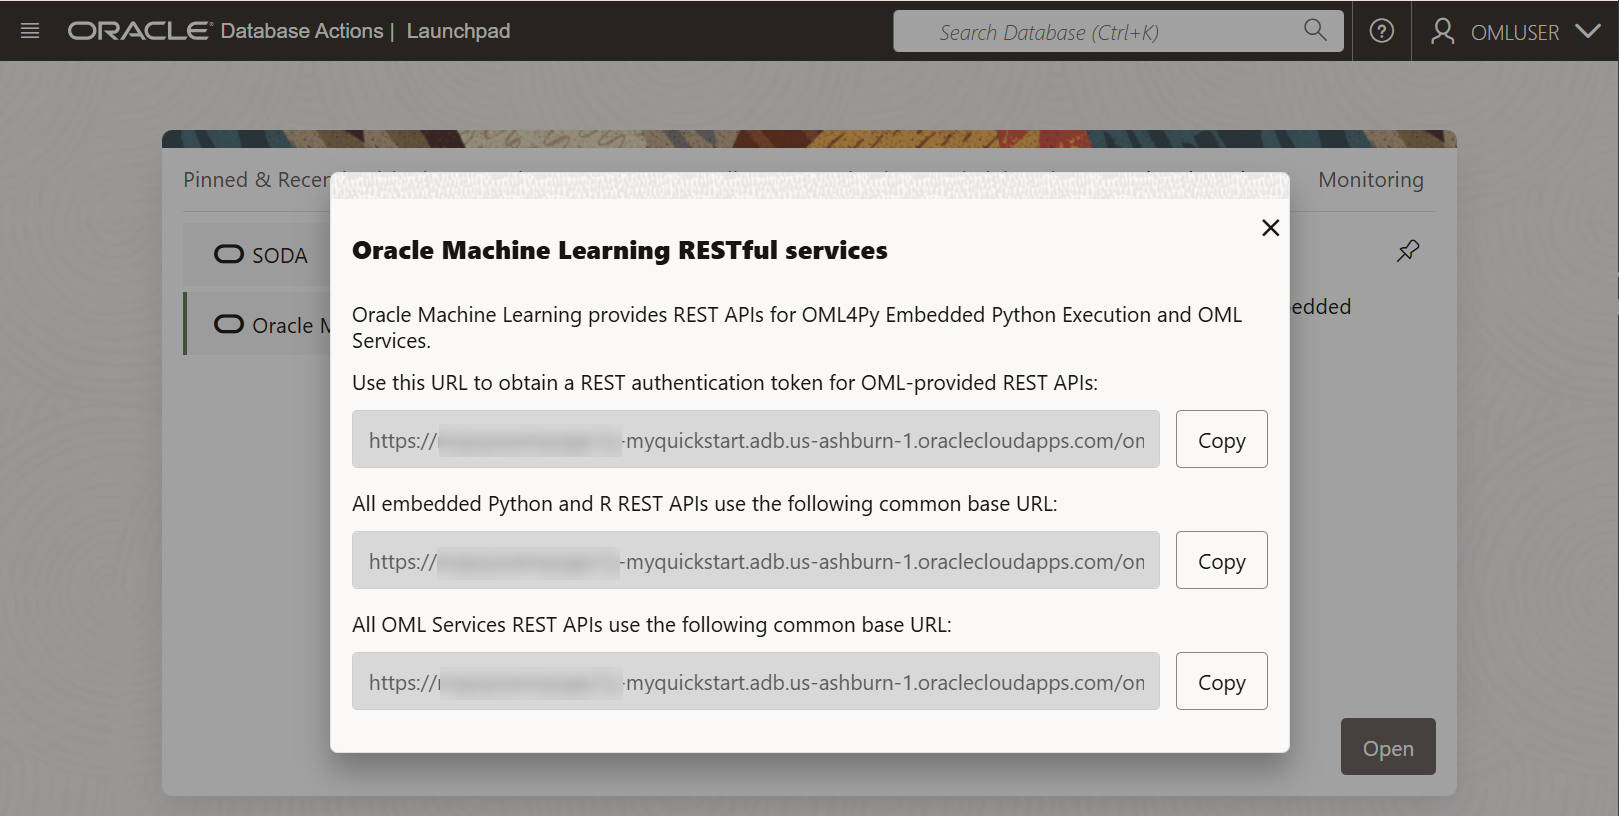 ORACLE Database Actions | Launchpad
Search Database (Ctrl+K)
OMLUSER
Pinned & Recen
Monitoring
SODA
Oracle M
edded
Oracle Machine Learning RESTful services
Oracle Machine Learning provides REST APIs for OML4Py Embedded Python Execution and OML
Services.
Use this URL to obtain a REST authentication token for OML-provided REST APIs:
https:// -myquickstart.adb.us-ashburn-1.oraclecloudapps.com/on
Copy
All embedded Python and R REST APIs use the following common base URL:
https:// -myquickstart.adb.us-ashburn-1.oraclecloudapps.com/on
Copy
All OML Services REST APIs use the following common base URL:
https:// -myquickstart.adb.us-ashburn-1.oraclecloudapps.com/on
Copy
Open